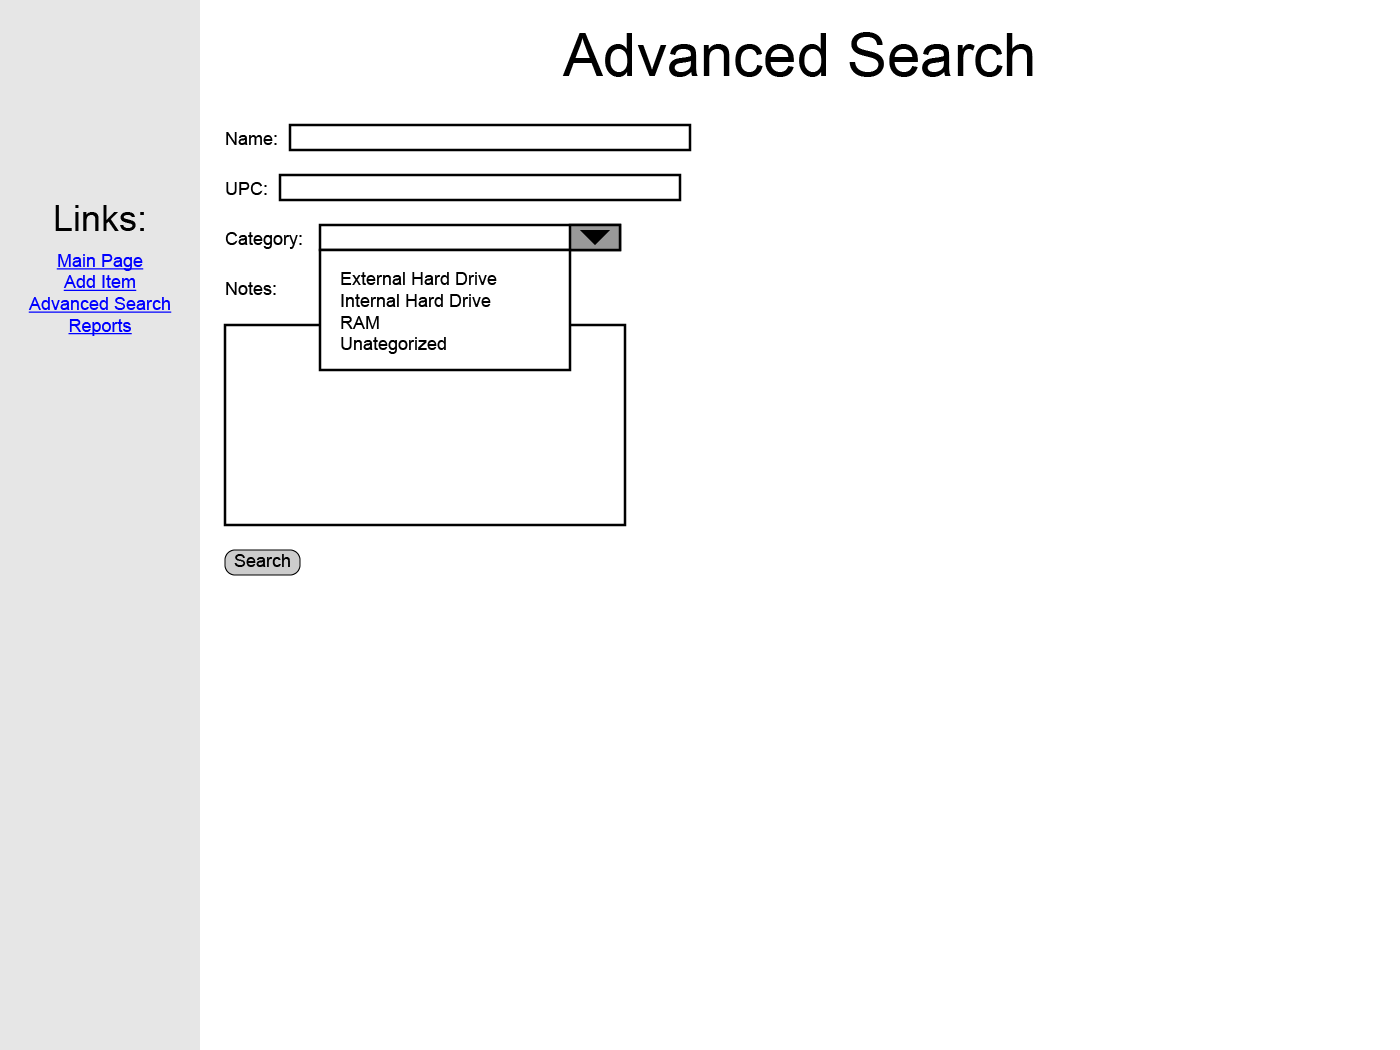 Advanced Search
Links:
Main Page
Add Item
Advanced Search
Reports
Name:
UPC:
Category:
External Hard Drive
Internal Hard Drive
RAM
Unategorized
Notes:
Search